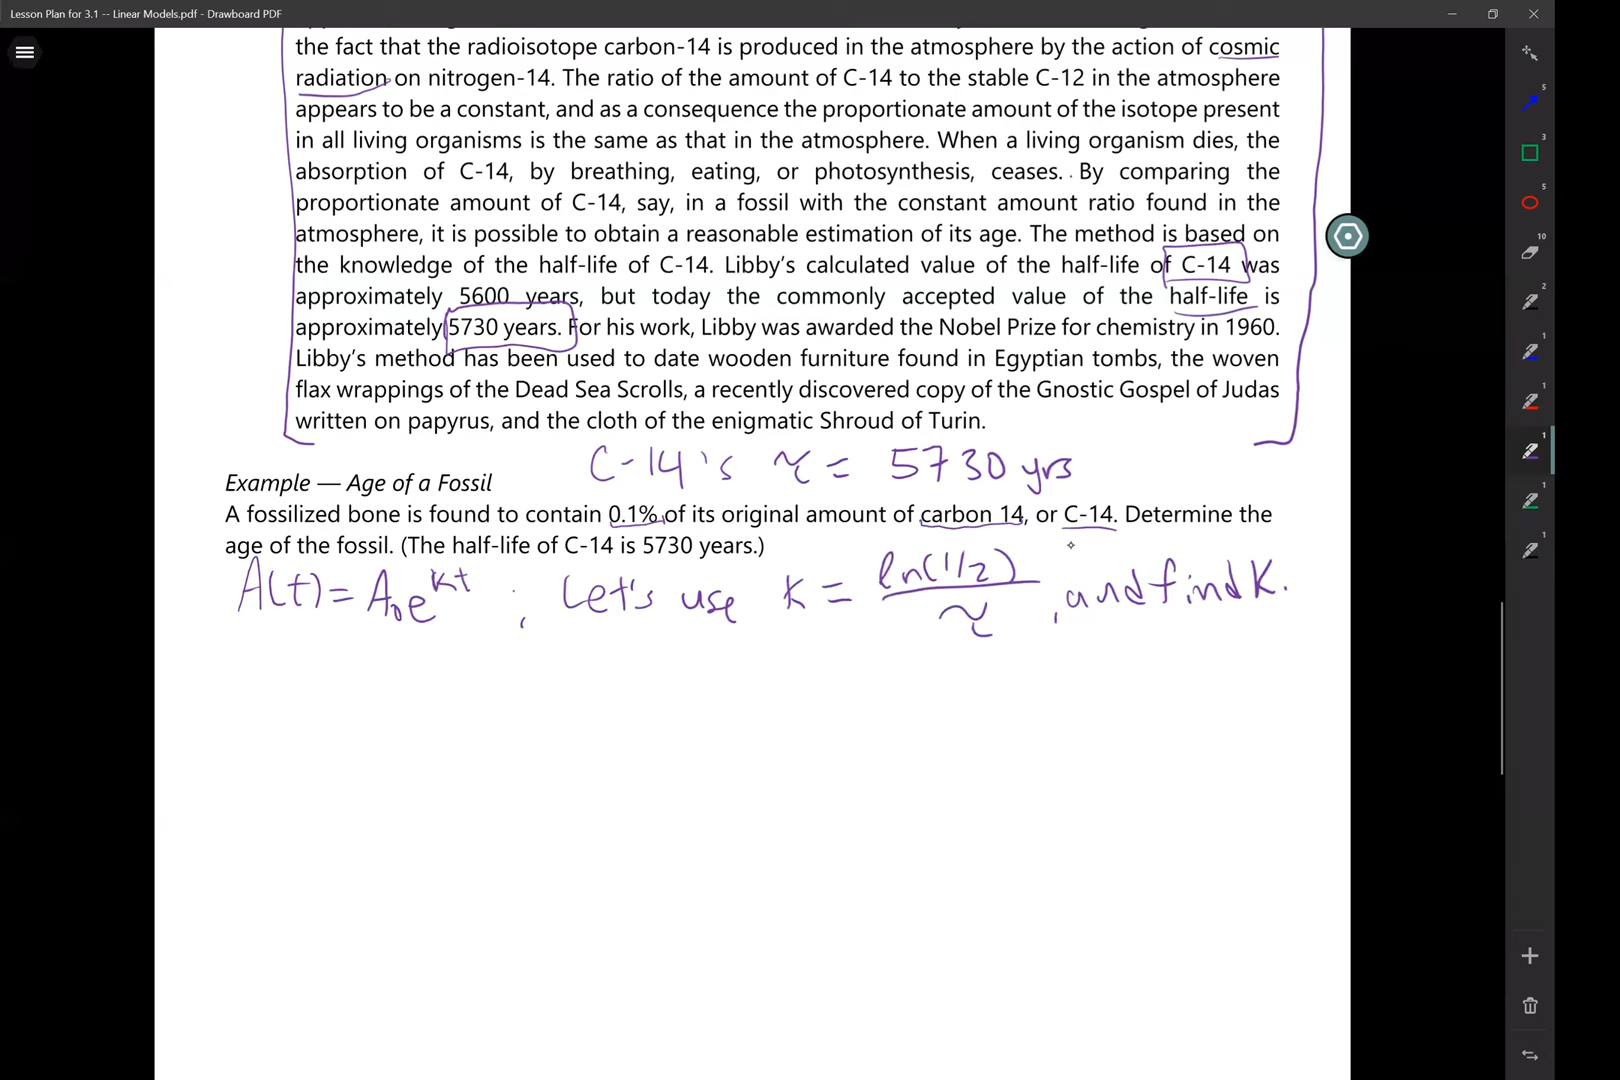 Lesson Plan for 3.1 -- Linear Models.pdf - Drawboard PDF
the fact that the radioisotope carbon-14 is produced in the atmosphere by the action of cosmic
radiation on nitrogen-14. The ratio of the amount of C-14 to the stable C-12 in the atmosphere
appears to be a constant, and as a consequence the proportionate amount of the isotope present
in all living organisms is the same as that in the atmosphere. When a living organism dies, the
absorption of C-14, by breathing, eating, or photosynthesis, ceases. By comparing the
proportionate amount of C-14, say, in a fossil with the constant amount ratio found in the
atmosphere, it is possible to obtain a reasonable estimation of its age. The method is based on
the knowledge of the half-life of C-14. Libby’s calculated value of the half-life of C-14 was
approximately 5600 years, but today the commonly accepted value of the half-life is
approximately 5730 years. For his work, Libby was awarded the Nobel Prize for chemistry in 1960.
Libby’s method has been used to date wooden furniture found in Egyptian tombs, the woven
flax wrappings of the Dead Sea Scrolls, a recently discovered copy of the Gnostic Gospel of Judas
written on papyrus, and the cloth of the enigmatic Shroud of Turin.
C-14's τ = 5730 yrs
Example — Age of a Fossil
A fossilized bone is found to contain 0.1% of its original amount of carbon 14, or C-14. Determine the
age of the fossil. (The half-life of C-14 is 5730 years.)
A(t) = A₀e^{kt} ; Let's use k = ln(1/2)/τ , and find k.
5
3
5
10
2
1
1
1
1
1